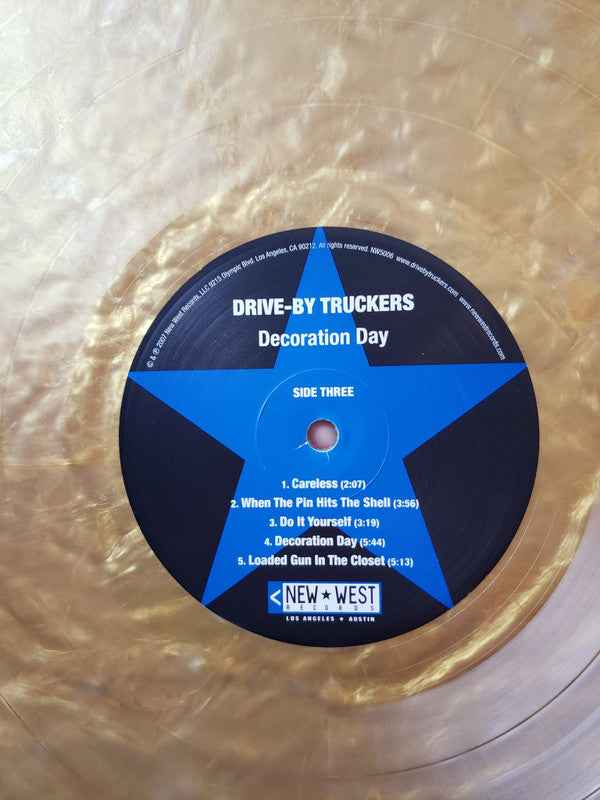 © & ℗ 2007 New West Records, LLC 9215 Olympic Blvd. Los Angeles, CA 90212. All rights reserved. NW5006 www.drivebytruckers.com www.newwestrecords.com
DRIVE-BY TRUCKERS
Decoration Day
SIDE THREE
1. Careless (2:07)
2. When The Pin Hits The Shell (3:56)
3. Do It Yourself (3:19)
4. Decoration Day (5:44)
5. Loaded Gun In The Closet (5:13)
NEW ★ WEST
RECORDS
LOS ANGELES ★ AUSTIN